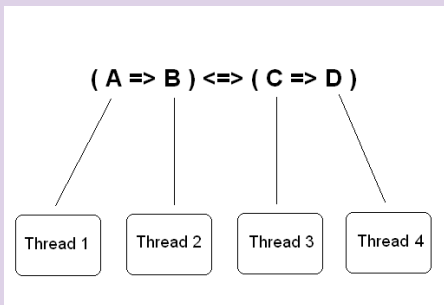 ( A => B ) <=> ( C => D )
Thread 1 Thread 2 Thread 3 Thread 4